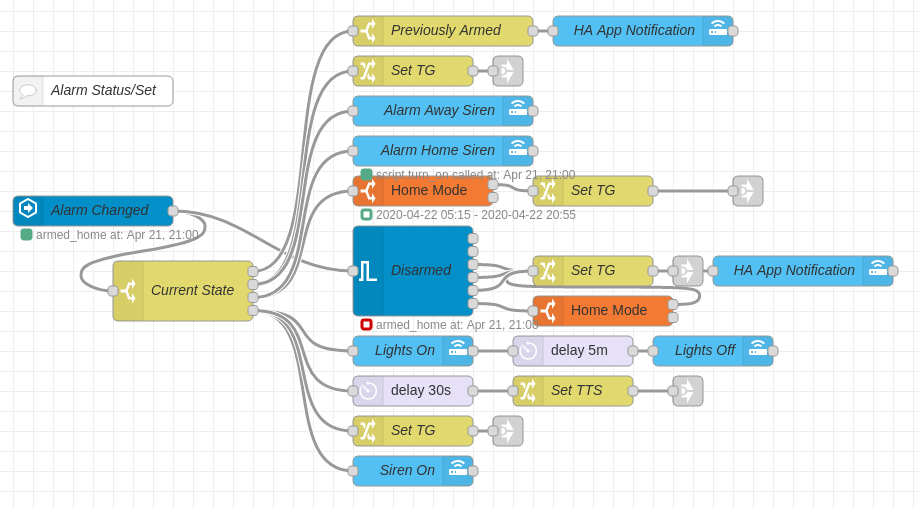 Previously Armed
HA App Notification
Set TG
Alarm Status/Set
Alarm Away Siren
Alarm Home Siren
script.turn_on called at: Apr 21, 21:00
Home Mode
Set TG
2020-04-22 05:15 - 2020-04-22 20:55
Alarm Changed
armed_home at: Apr 21, 21:00
Disarmed
Set TG
HA App Notification
Current State
Home Mode
armed_home at: Apr 21, 21:00
Lights On
delay 5m
Lights Off
delay 30s
Set TTS
Set TG
Siren On